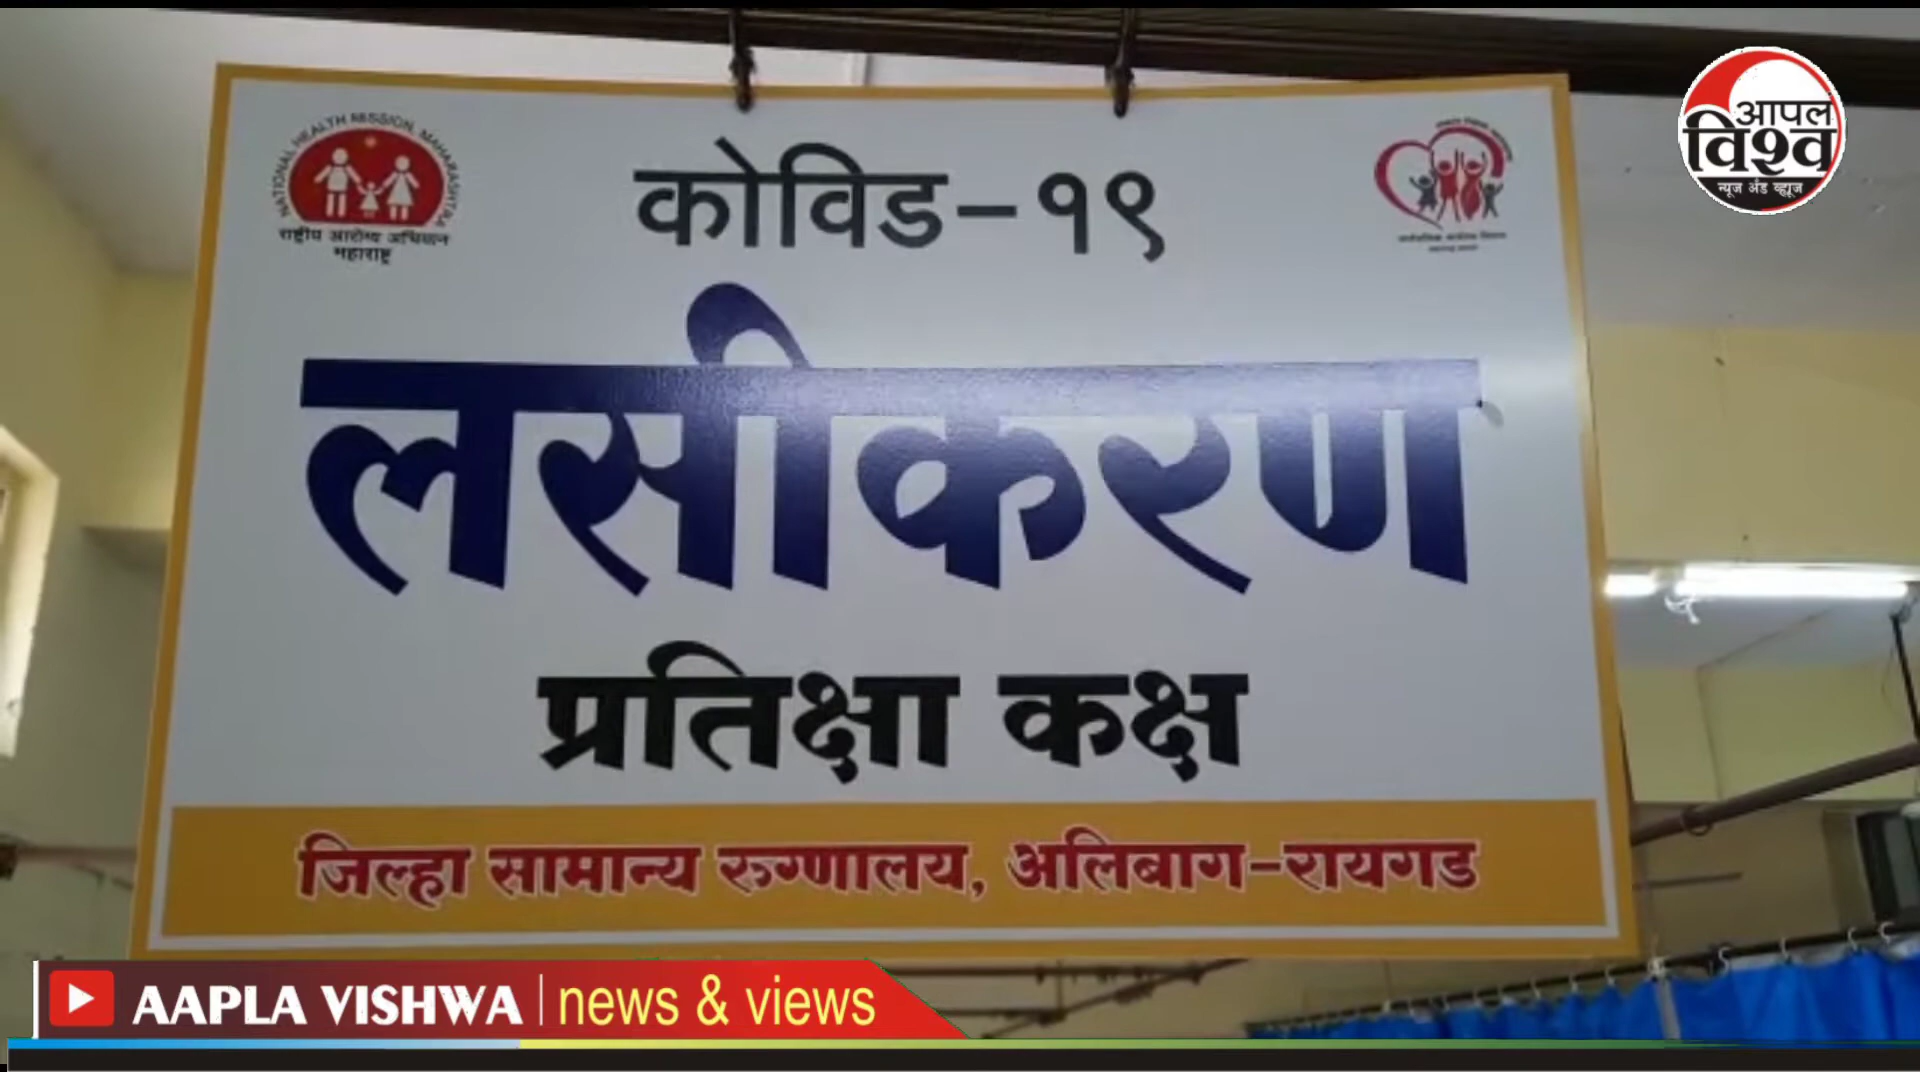 NATIONAL HEALTH MISSION, MAHARASHTRA
राष्ट्रीय आरोग्य अभियान
महाराष्ट्र
कोविड-१९
लसीकरण
प्रतिक्षा कक्ष
जिल्हा सामान्य रुग्णालय, अलिबाग-रायगड
आपलं
विश्व
न्यूज अँड व्ह्यूज
AAPLA VISHWA news & views